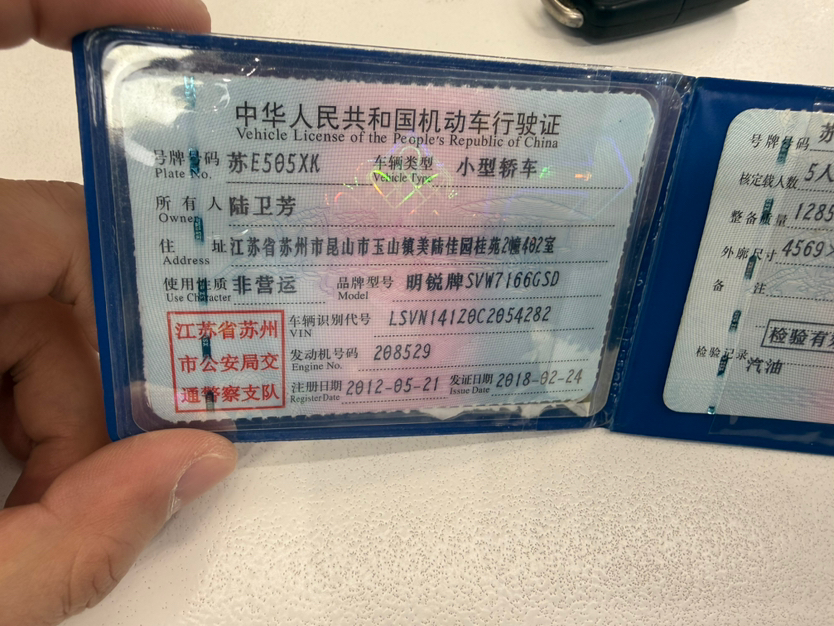 中华人民共和国机动车行驶证
Vehicle License of the People's Republic of China
号牌号码 苏E505XK 车辆类型 小型轿车
Plate No. Vehicle Type
所有人 陆卫芳
Owner
住址 江苏省苏州市昆山市玉山镇美陆佳园桂苑2幢402室
Address
使用性质 非营运 品牌型号 明锐牌SVW7166GSD
Use Character Model
江苏省苏州
市公安局交
通警察支队
车辆识别代号 LSVN141Z0C2054282
VIN
发动机号码 208529
Engine No.
注册日期 2012-05-21 发证日期 2018-02-24
Register Date Issue Date
号牌号码 苏
核定载人数 5人
整备质量 1285
外廓尺寸 4569×
备注
检验有效
检验记录
汽油